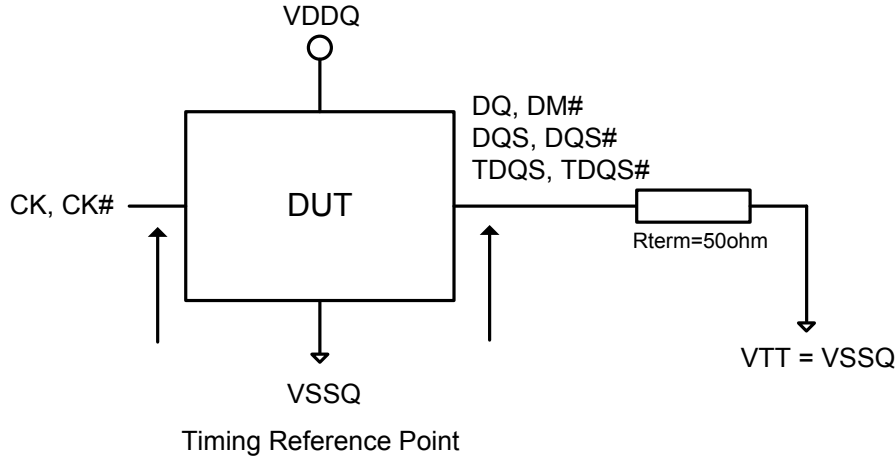 VDDQ
DQ, DM#
DQS, DQS#
TDQS, TDQS#
CK, CK#
DUT
Rterm=50ohm
VTT = VSSQ
VSSQ
Timing Reference Point